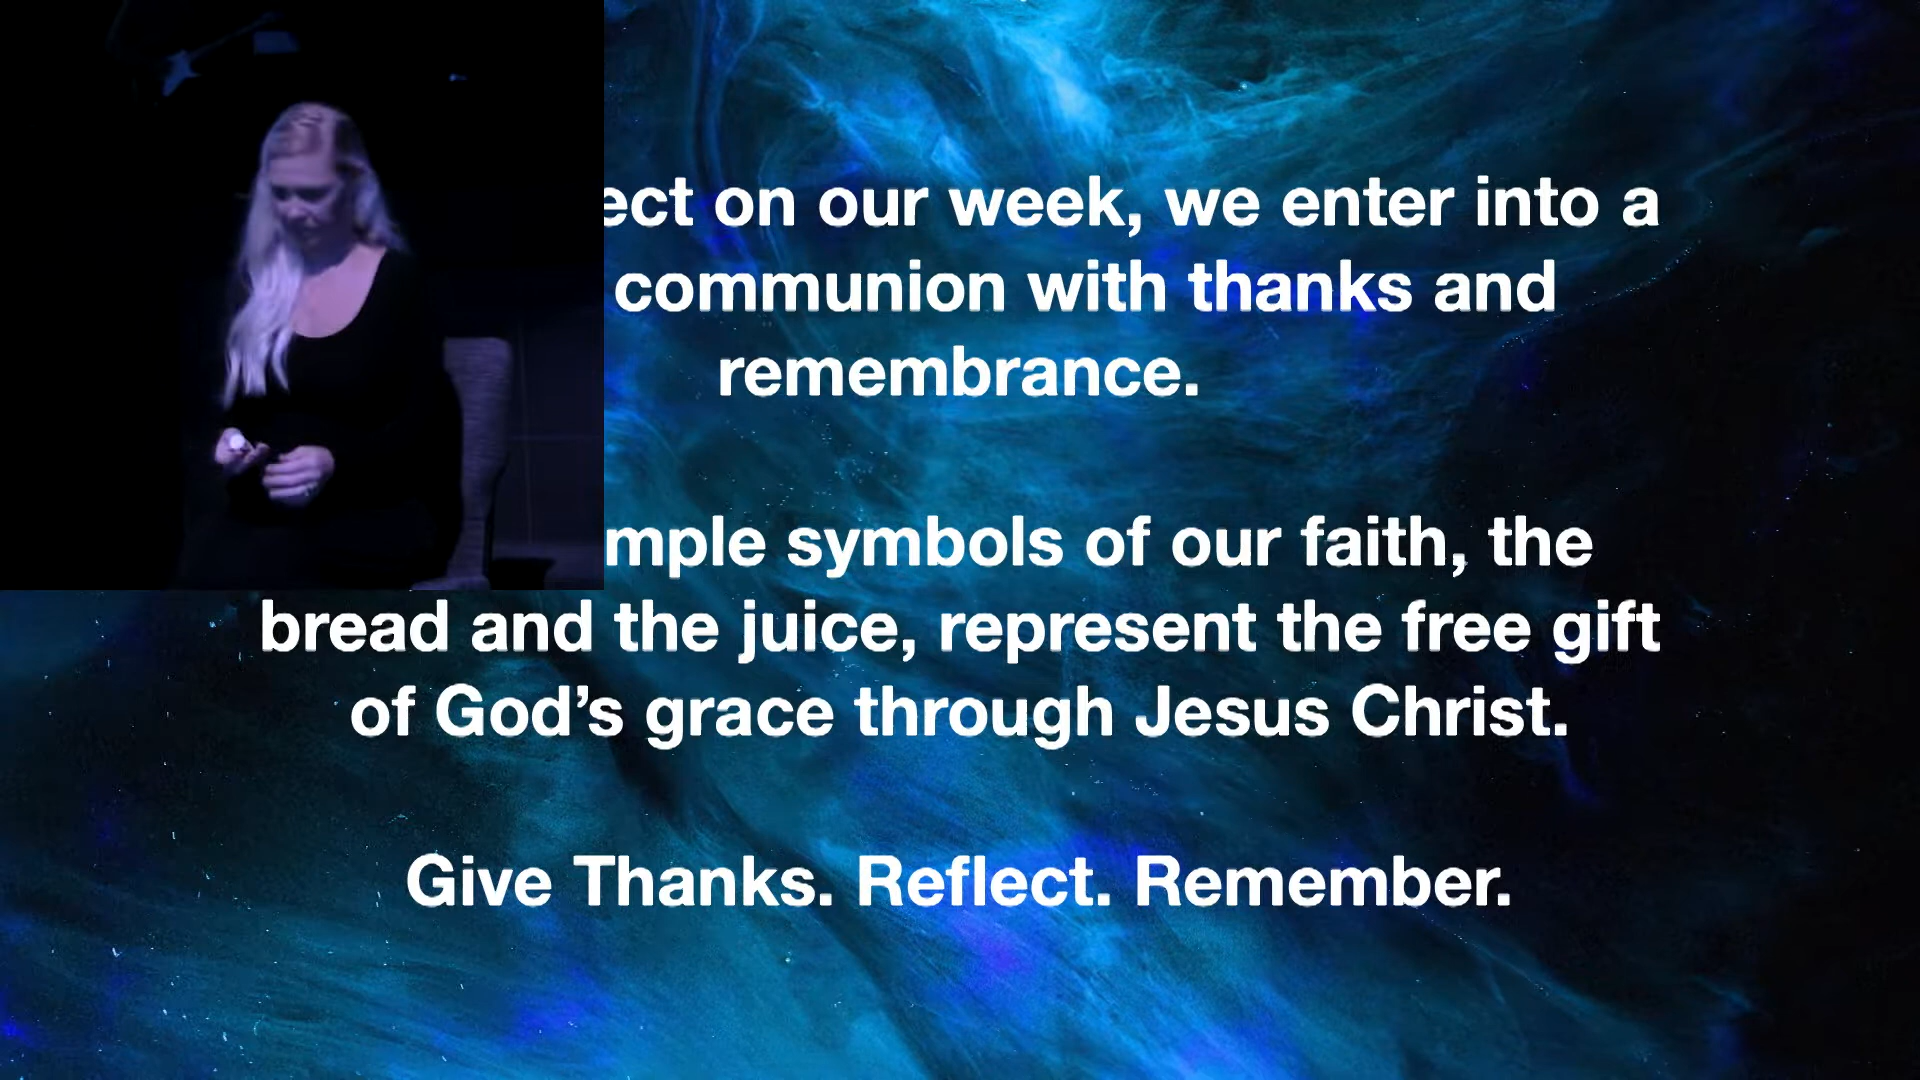 ect on our week, we enter into a
communion with thanks and
remembrance.
mple symbols of our faith, the
bread and the juice, represent the free gift
of God’s grace through Jesus Christ.
Give Thanks. Reflect. Remember.